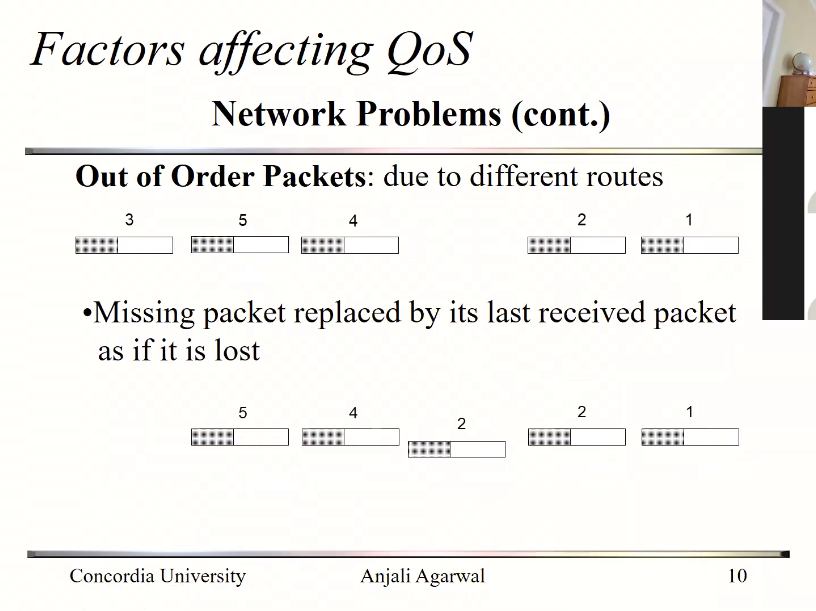 Factors affecting QoS
Network Problems (cont.)
Out of Order Packets: due to different routes
3 5 4 2 1
•Missing packet replaced by its last received packet
as if it is lost
5 4 2 2 1
Concordia University Anjali Agarwal 10